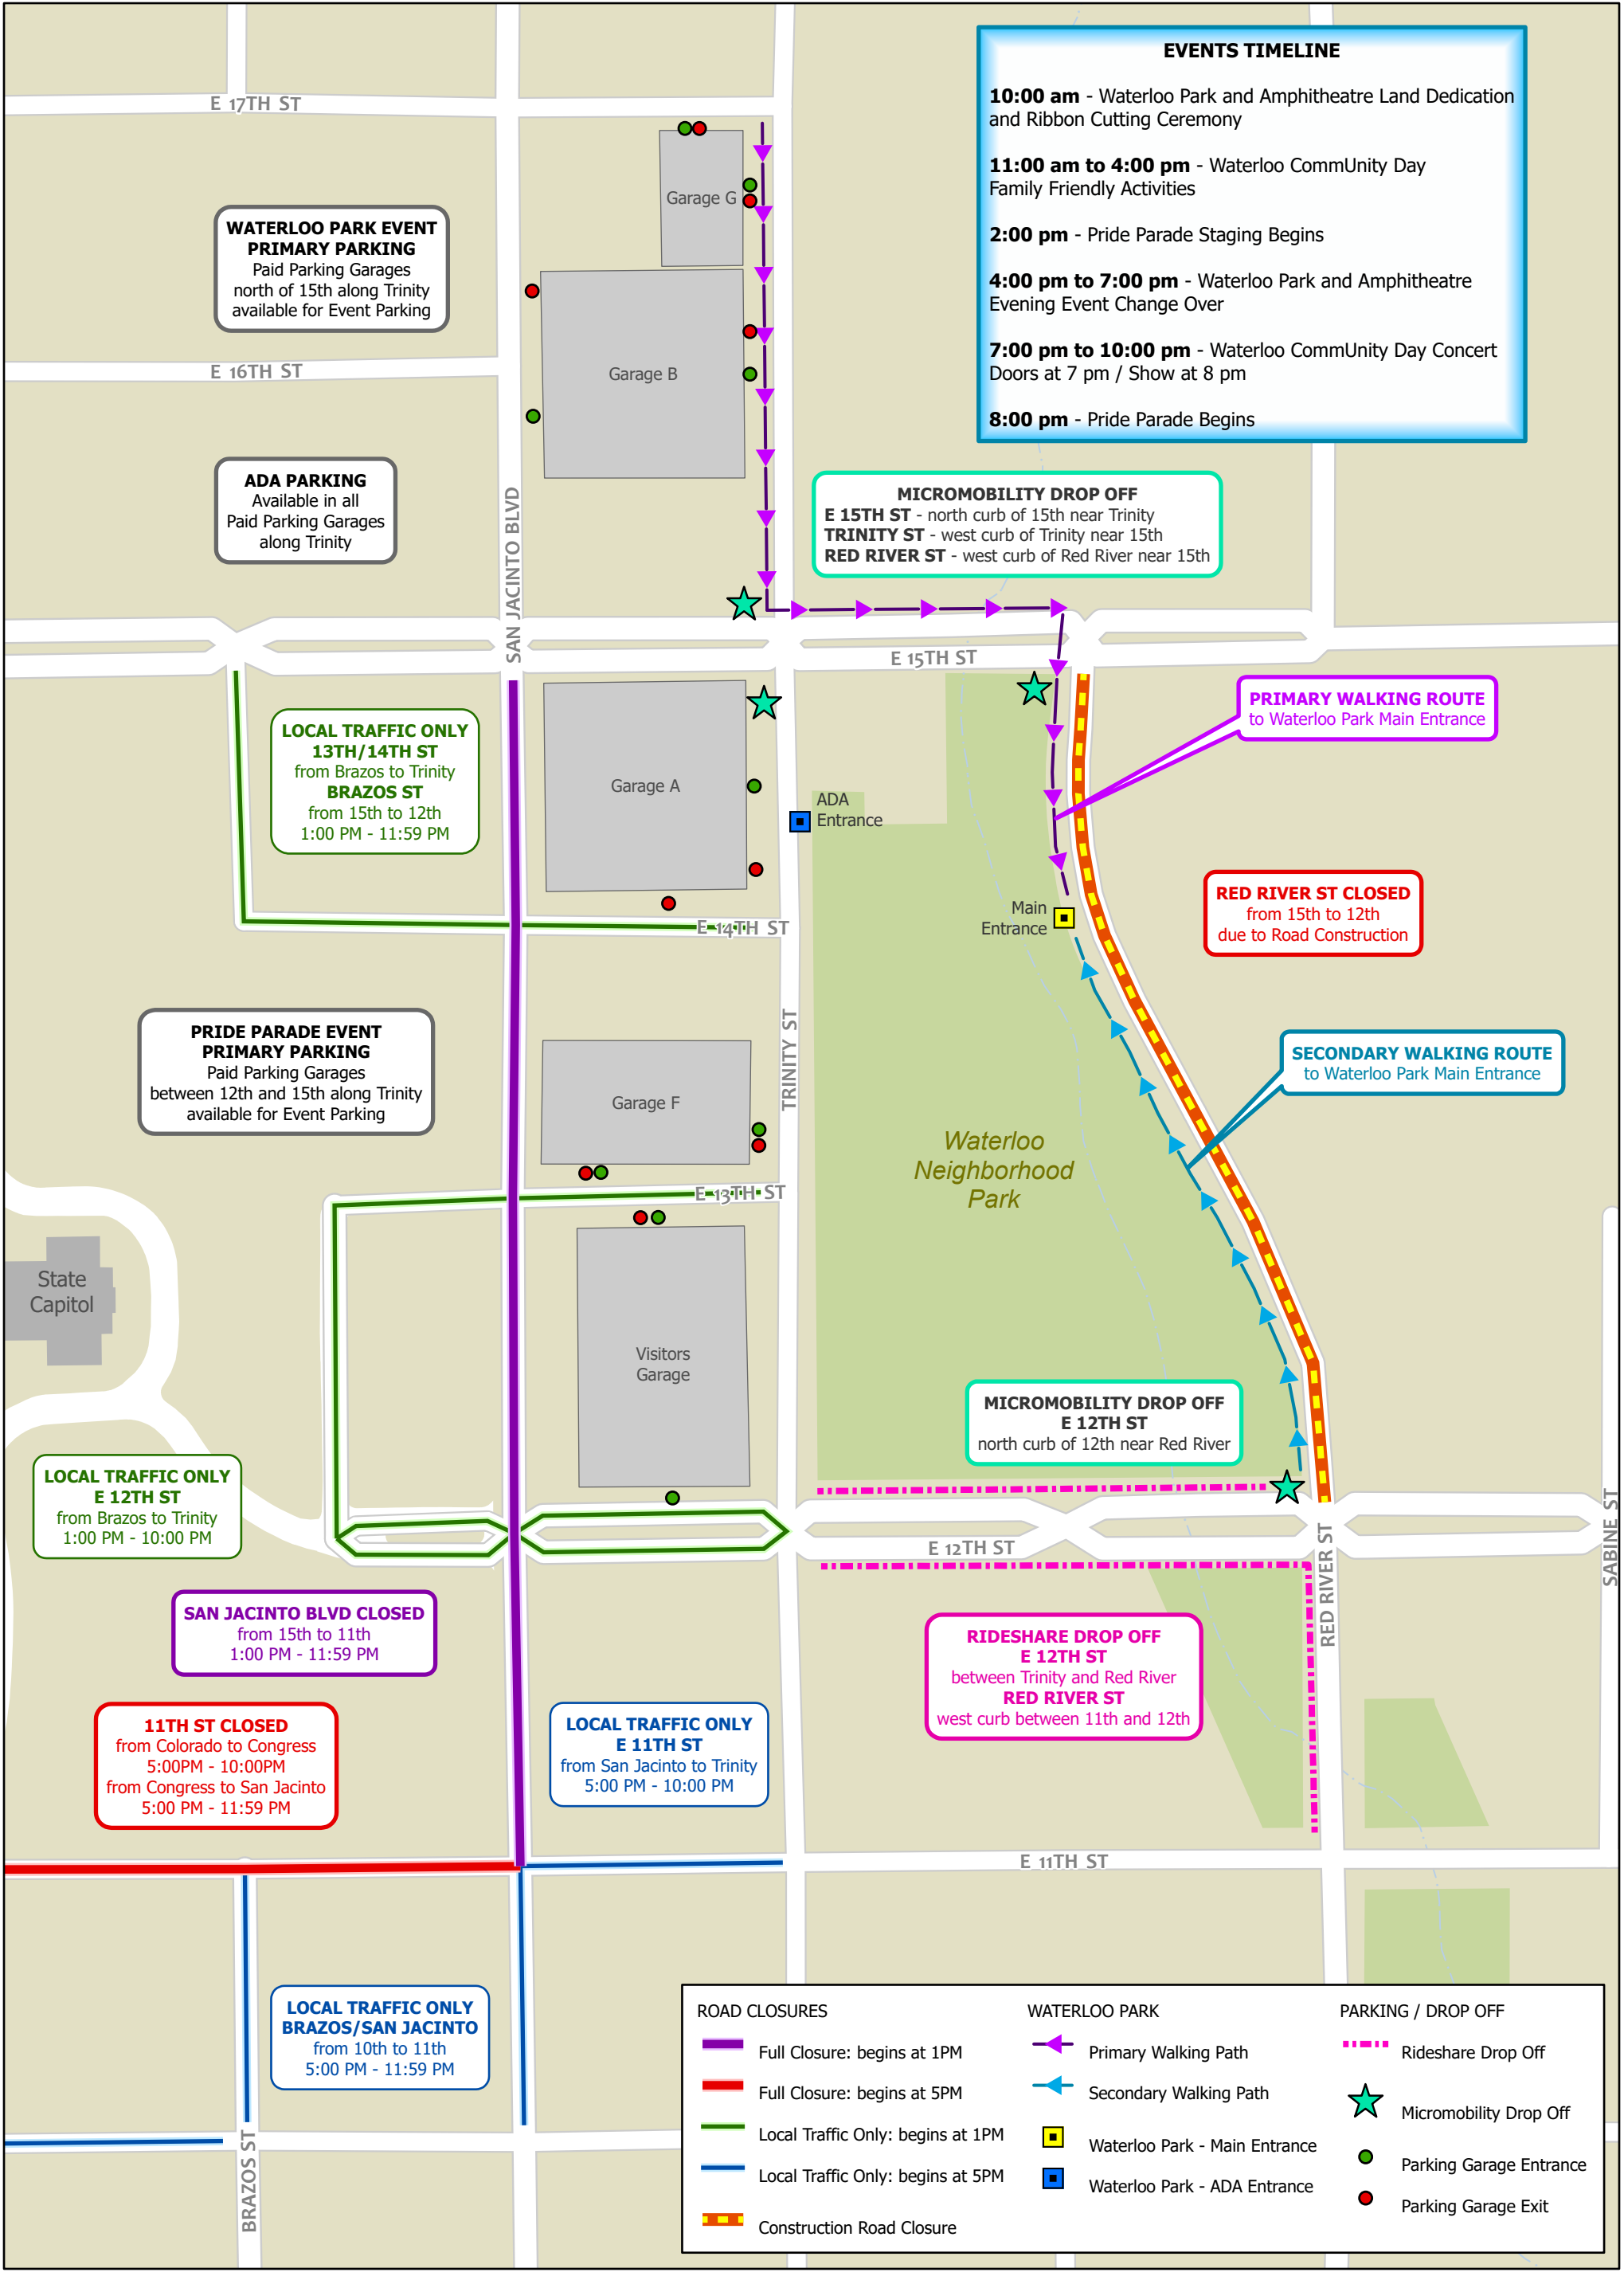 EVENTS TIMELINE
10:00 am - Waterloo Park and Amphitheatre Land Dedication
and Ribbon Cutting Ceremony
11:00 am to 4:00 pm - Waterloo CommUnity Day
Family Friendly Activities
2:00 pm - Pride Parade Staging Begins
4:00 pm to 7:00 pm - Waterloo Park and Amphitheatre
Evening Event Change Over
7:00 pm to 10:00 pm - Waterloo CommUnity Day Concert
Doors at 7 pm / Show at 8 pm
8:00 pm - Pride Parade Begins
E 17TH ST
Garage G
WATERLOO PARK EVENT
PRIMARY PARKING
Paid Parking Garages
north of 15th along Trinity
available for Event Parking
E 16TH ST
Garage B
ADA PARKING
Available in all
Paid Parking Garages
along Trinity
SAN JACINTO BLVD
MICROMOBILITY DROP OFF
E 15TH ST - north curb of 15th near Trinity
TRINITY ST - west curb of Trinity near 15th
RED RIVER ST - west curb of Red River near 15th
E 15TH ST
PRIMARY WALKING ROUTE
to Waterloo Park Main Entrance
LOCAL TRAFFIC ONLY
13TH/14TH ST
from Brazos to Trinity
BRAZOS ST
from 15th to 12th
1:00 PM - 11:59 PM
Garage A
ADA
Entrance
Main
Entrance
RED RIVER ST CLOSED
from 15th to 12th
due to Road Construction
E 14TH ST
PRIDE PARADE EVENT
PRIMARY PARKING
Paid Parking Garages
between 12th and 15th along Trinity
available for Event Parking
TRINITY ST
Garage F
SECONDARY WALKING ROUTE
to Waterloo Park Main Entrance
Waterloo
Neighborhood
Park
E 13TH ST
State
Capitol
Visitors
Garage
MICROMOBILITY DROP OFF
E 12TH ST
north curb of 12th near Red River
LOCAL TRAFFIC ONLY
E 12TH ST
from Brazos to Trinity
1:00 PM - 10:00 PM
E 12TH ST
RED RIVER ST
SABINE ST
SAN JACINTO BLVD CLOSED
from 15th to 11th
1:00 PM - 11:59 PM
RIDESHARE DROP OFF
E 12TH ST
between Trinity and Red River
RED RIVER ST
west curb between 11th and 12th
11TH ST CLOSED
from Colorado to Congress
5:00PM - 10:00PM
from Congress to San Jacinto
5:00 PM - 11:59 PM
LOCAL TRAFFIC ONLY
E 11TH ST
from San Jacinto to Trinity
5:00 PM - 10:00 PM
E 11TH ST
LOCAL TRAFFIC ONLY
BRAZOS/SAN JACINTO
from 10th to 11th
5:00 PM - 11:59 PM
BRAZOS ST
ROAD CLOSURES
Full Closure: begins at 1PM
Full Closure: begins at 5PM
Local Traffic Only: begins at 1PM
Local Traffic Only: begins at 5PM
Construction Road Closure
WATERLOO PARK
Primary Walking Path
Secondary Walking Path
Waterloo Park - Main Entrance
Waterloo Park - ADA Entrance
PARKING / DROP OFF
Rideshare Drop Off
Micromobility Drop Off
Parking Garage Entrance
Parking Garage Exit